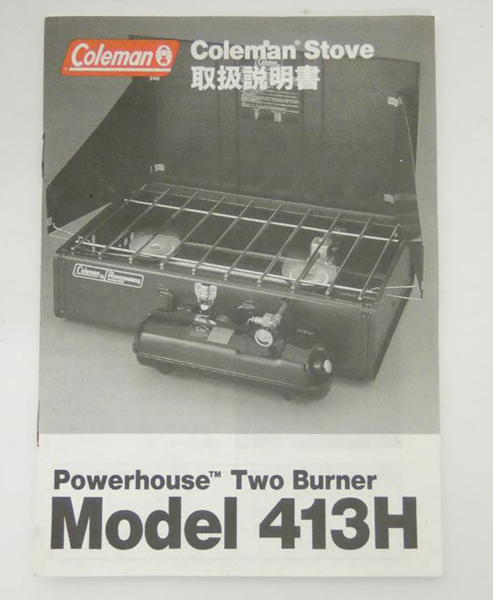 Coleman
Coleman® Stove
取扱説明書
Coleman
Powerhouse™ Two Burner
Model 413H